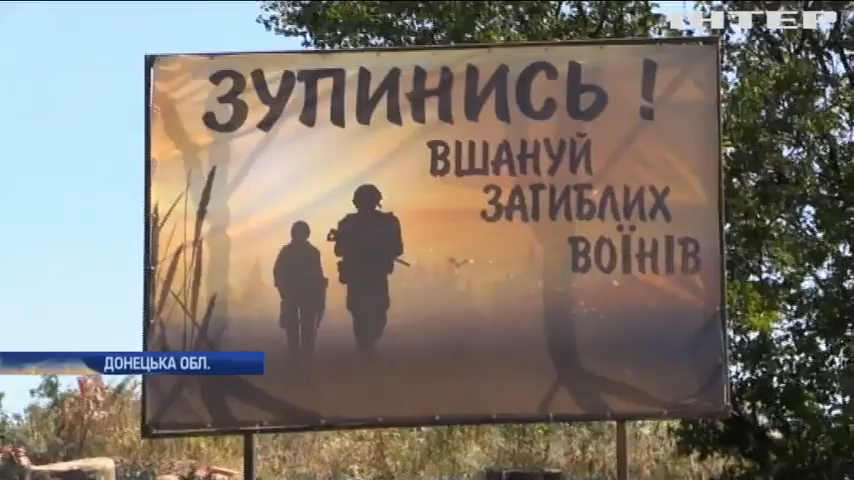 ІНТЕР
ЗУПИНИСЬ !
ВШАНУЙ
ЗАГИБЛИХ
ВОЇНІВ
ДОНЕЦЬКА ОБЛ.